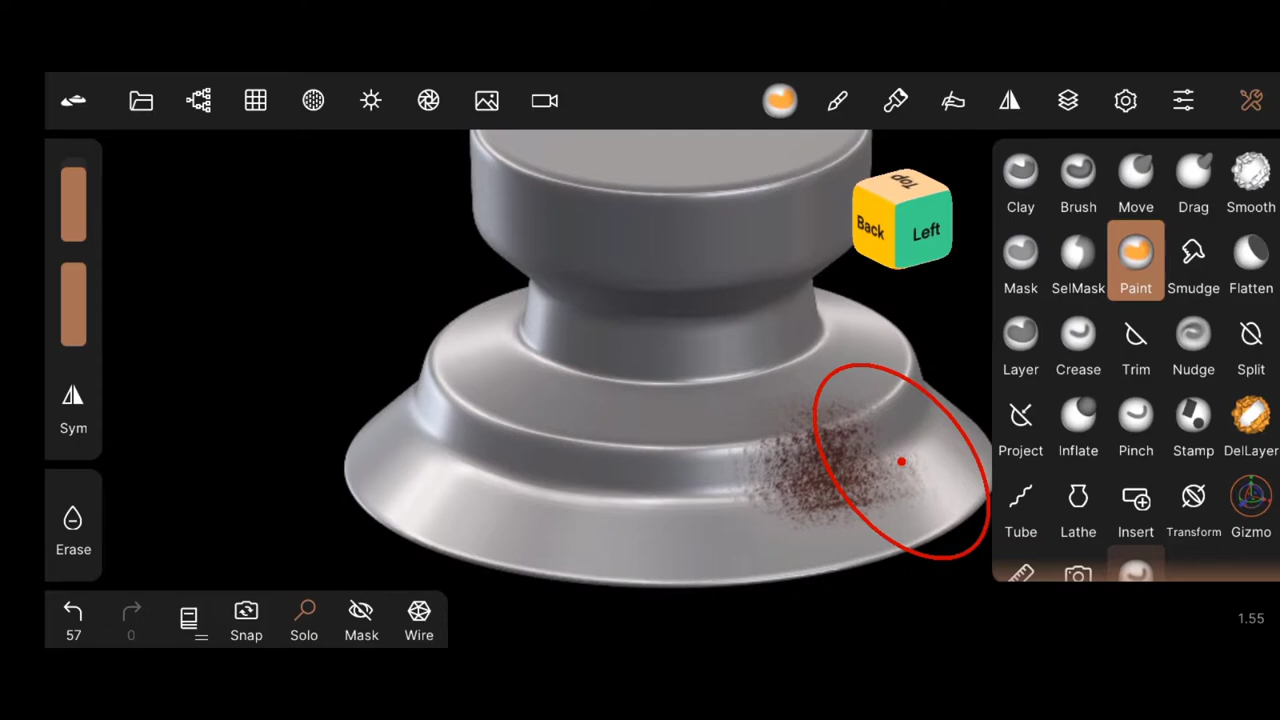 Top
Back
Left
Clay Brush Move Drag Smooth
Mask SelMask Paint Smudge Flatten
Layer Crease Trim Nudge Split
Project Inflate Pinch Stamp DelLayer
Tube Lathe Insert Transform Gizmo
Sym
Erase
57 0 Snap Solo Mask Wire
1.55